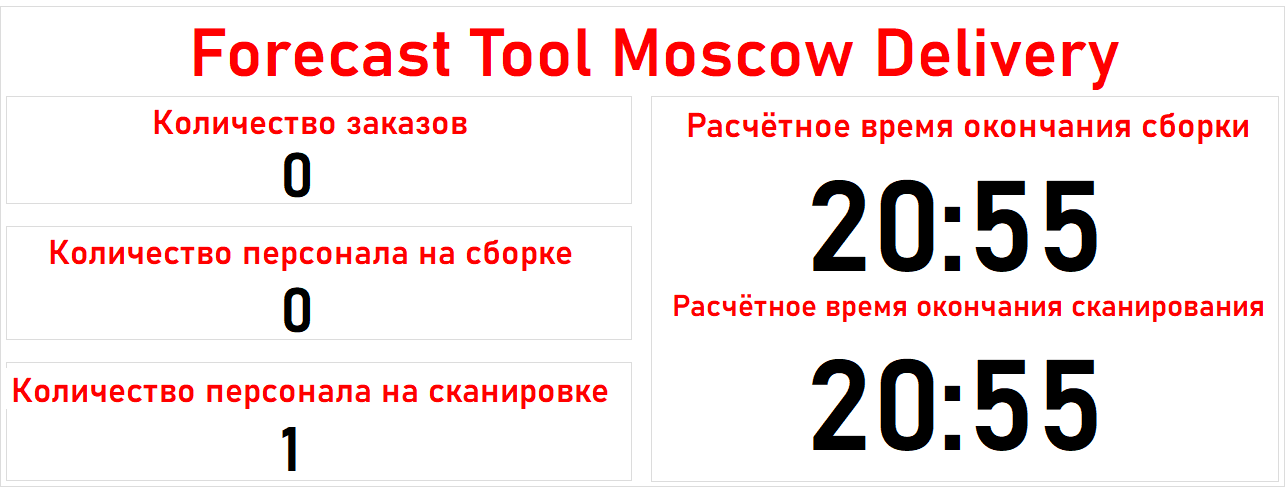 Forecast Tool Moscow Delivery
Количество заказов
0
Количество персонала на сборке
0
Количество персонала на сканировке
1
Расчётное время окончания сборки
20:55
Расчётное время окончания сканирования
20:55